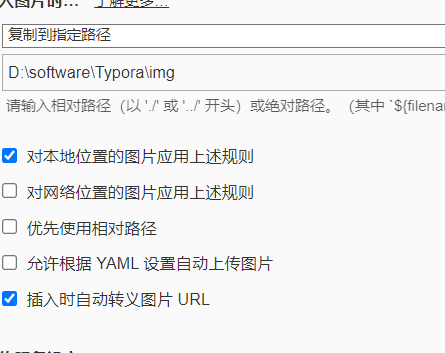 入图片时... 了解更多...
复制到指定路径
D:\software\Typora\img
请输入相对路径（以 './' 或 '../' 开头）或绝对路径。（其中 `${filenam
对本地位置的图片应用上述规则
对网络位置的图片应用上述规则
优先使用相对路径
允许根据 YAML 设置自动上传图片
插入时自动转义图片 URL